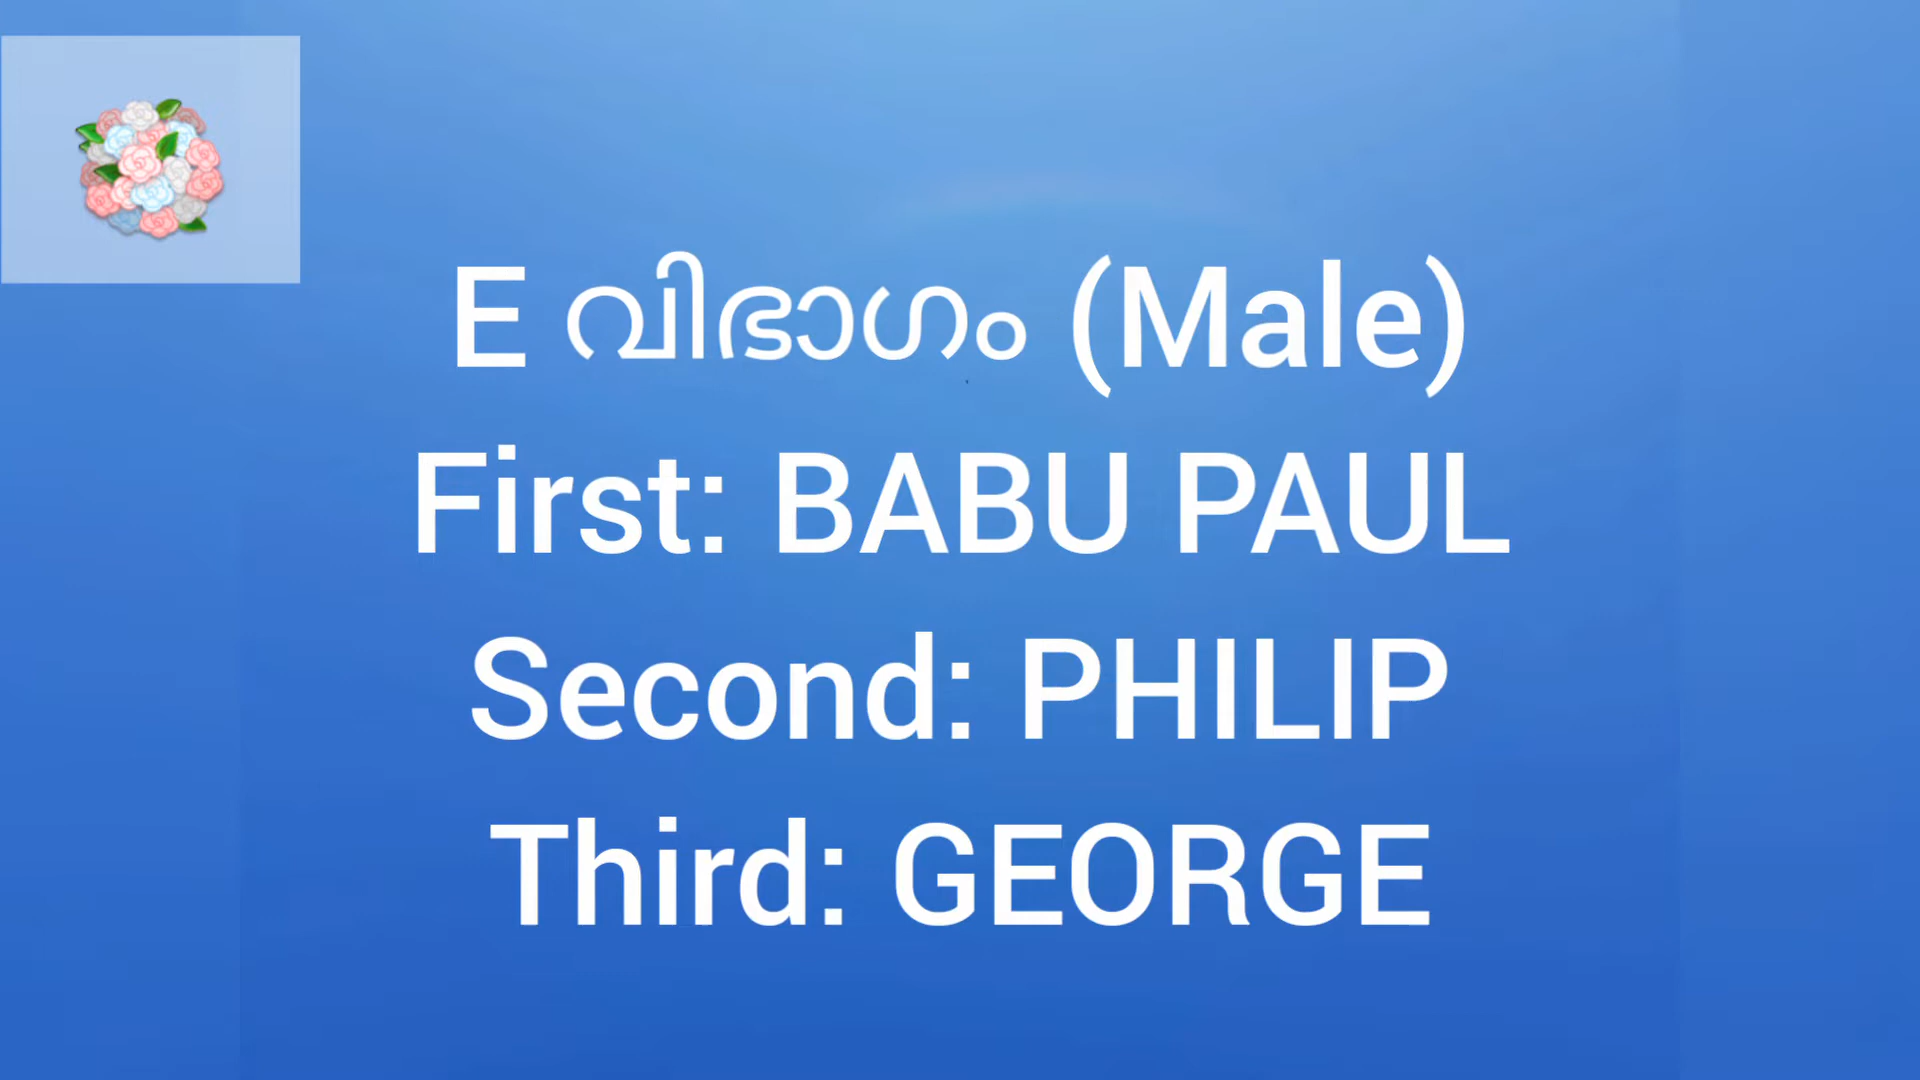 E വിഭാഗം (Male)
First: BABU PAUL
Second: PHILIP
Third: GEORGE